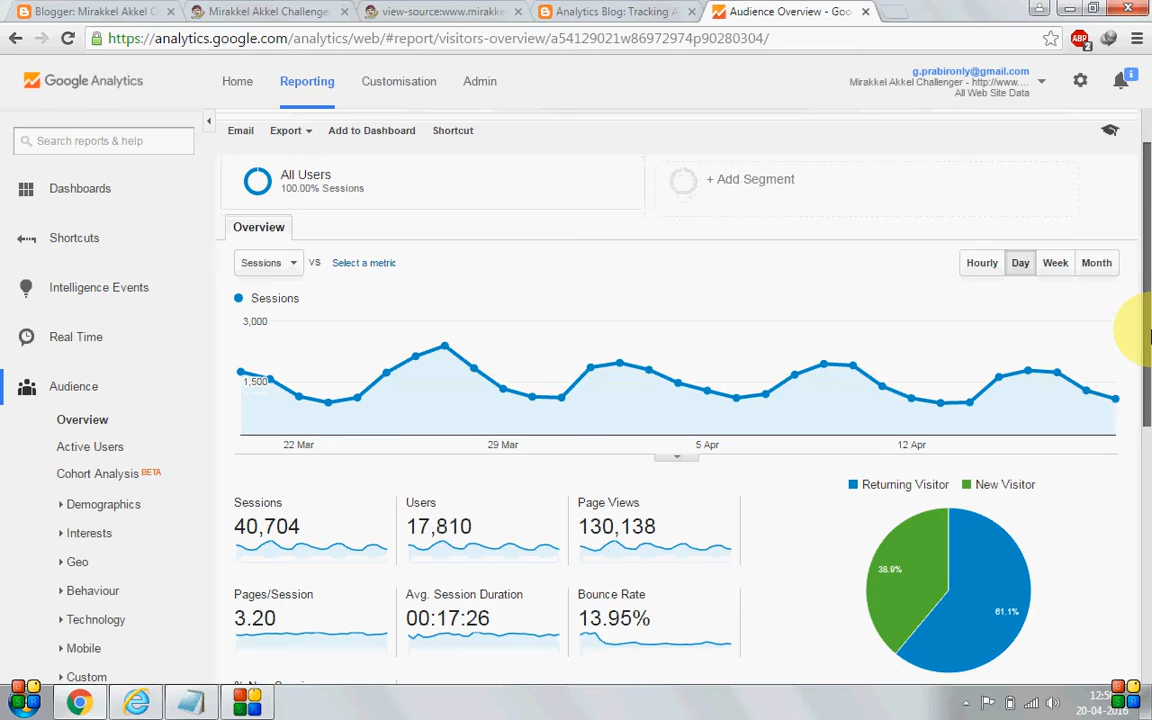 Blogger: Mirakkel Akkel C
Mirakkel Akkel Challenge
view-source:www.mirakke
Analytics Blog: Tracking A
Audience Overview - Goo
https://analytics.google.com/analytics/web/#report/visitors-overview/a54129021w86972974p90280304/
ABP
2
Google Analytics
Home
Reporting
Customisation
Admin
g.prabironly@gmail.com
Mirakkel Akkel Challenger - http://www....
All Web Site Data
Search reports & help
Dashboards
Shortcuts
Intelligence Events
Real Time
Audience
Overview
Active Users
Cohort Analysis BETA
Demographics
Interests
Geo
Behaviour
Technology
Mobile
Custom
Email
Export
Add to Dashboard
Shortcut
All Users
100.00% Sessions
+ Add Segment
Overview
Sessions
VS
Select a metric
Hourly
Day
Week
Month
Sessions
3,000
1,500
22 Mar
29 Mar
5 Apr
12 Apr
Sessions
40,704
Users
17,810
Page Views
130,138
Pages/Session
3.20
Avg. Session Duration
00:17:26
Bounce Rate
13.95%
Returning Visitor
New Visitor
38.9%
61.1%
20-04-2016